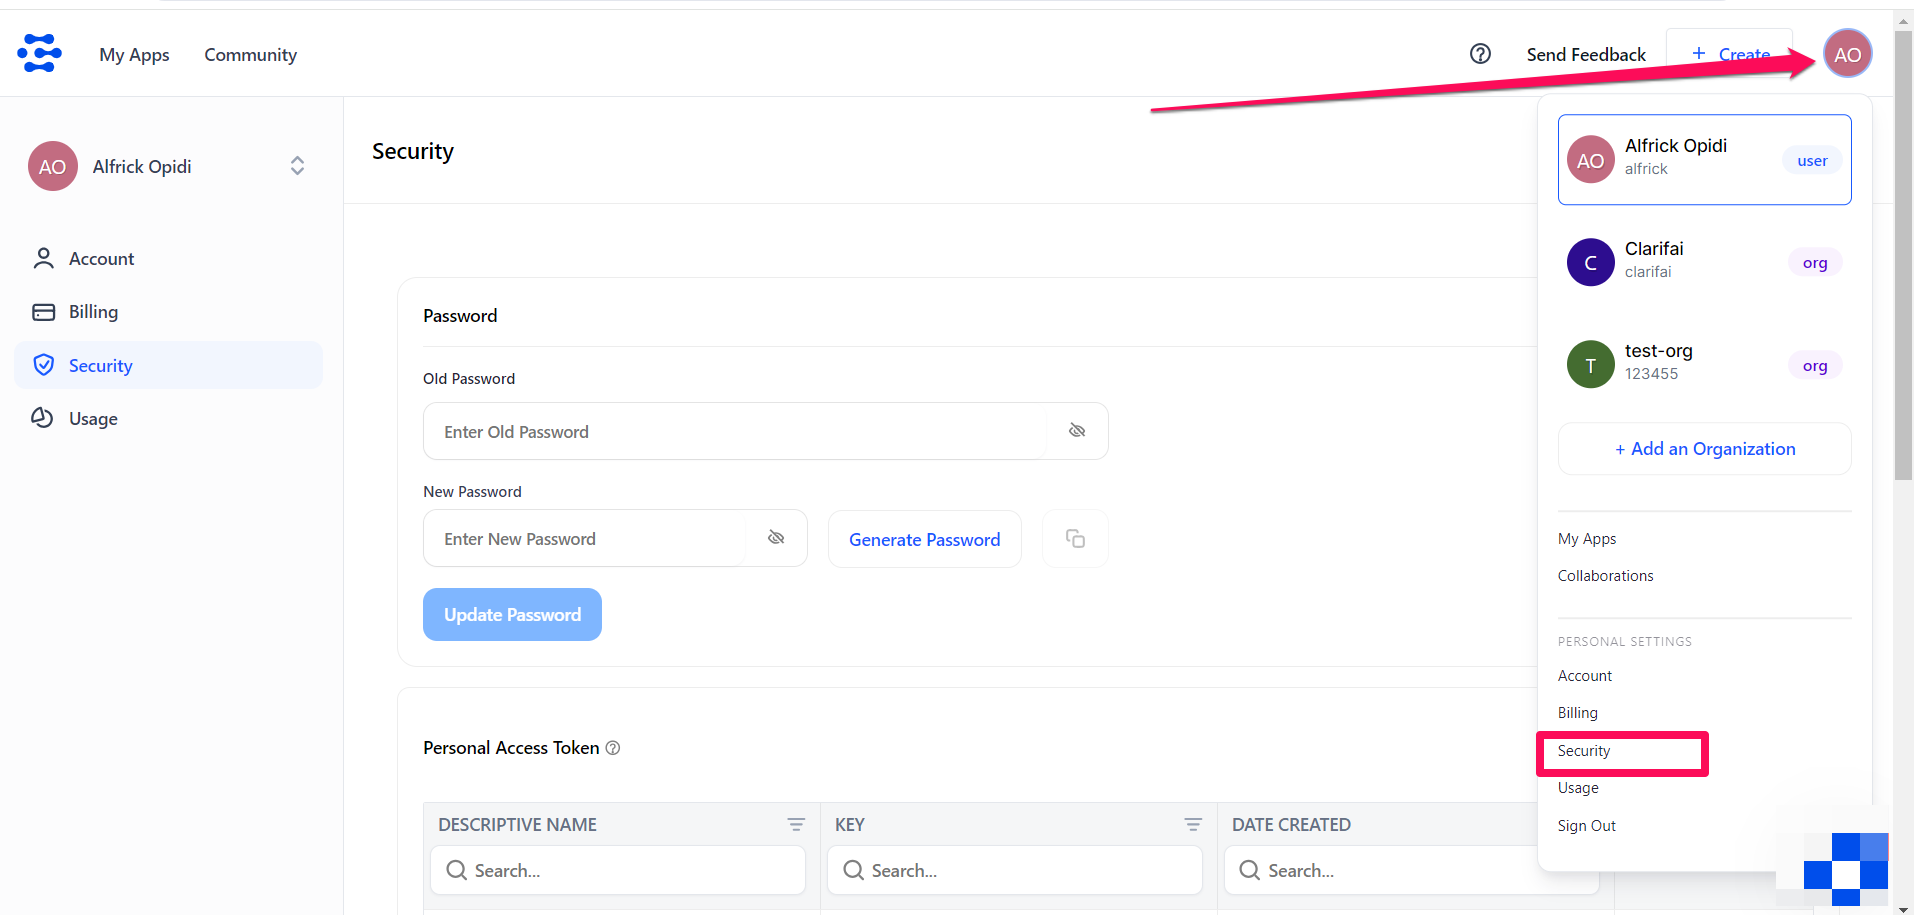 My Apps
Community
Send Feedback
+ Create
AO
AO
Alfrick Opidi
Account
Billing
Security
Usage
Security
Password
Old Password
Enter Old Password
New Password
Enter New Password
Generate Password
Update Password
Personal Access Token
DESCRIPTIVE NAME
KEY
DATE CREATED
Search...
Search...
Search...
AO
Alfrick Opidi
alfrick
user
C
Clarifai
clarifai
org
T
test-org
123455
org
+ Add an Organization
My Apps
Collaborations
PERSONAL SETTINGS
Account
Billing
Security
Usage
Sign Out